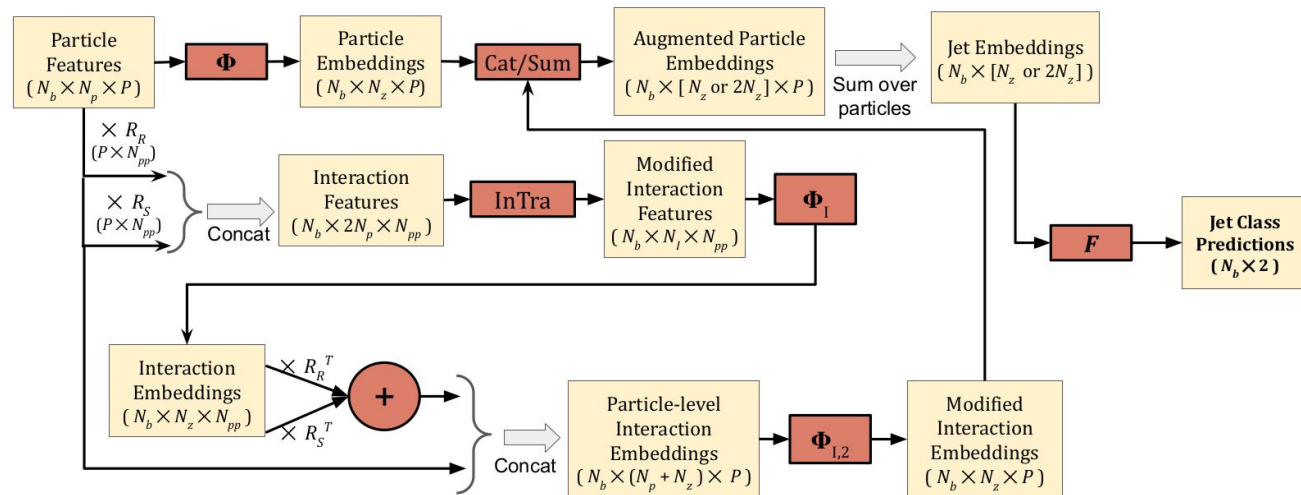 Particle
Features
( N_b × N_p × P )
Φ
Particle
Embeddings
( N_b × N_z × P)
Cat/Sum
Augmented Particle
Embeddings
( N_b × [ N_z or 2N_z ] × P )
Sum over
particles
Jet Embeddings
( N_b × [N_z or 2N_z] )
× R_R
(P × N_pp)
× R_S
(P × N_pp)
Concat
Interaction
Features
( N_b × 2N_p × N_pp )
InTra
Modified
Interaction
Features
( N_b × N_I × N_pp )
Φ_I
F
Jet Class
Predictions
( N_b × 2 )
Interaction
Embeddings
( N_b × N_z × N_pp )
× R_R^T
× R_S^T
+
Concat
Particle-level
Interaction
Embeddings
( N_b × (N_p + N_z ) × P )
Φ_I,2
Modified
Interaction
Embeddings
( N_b × N_z × P )